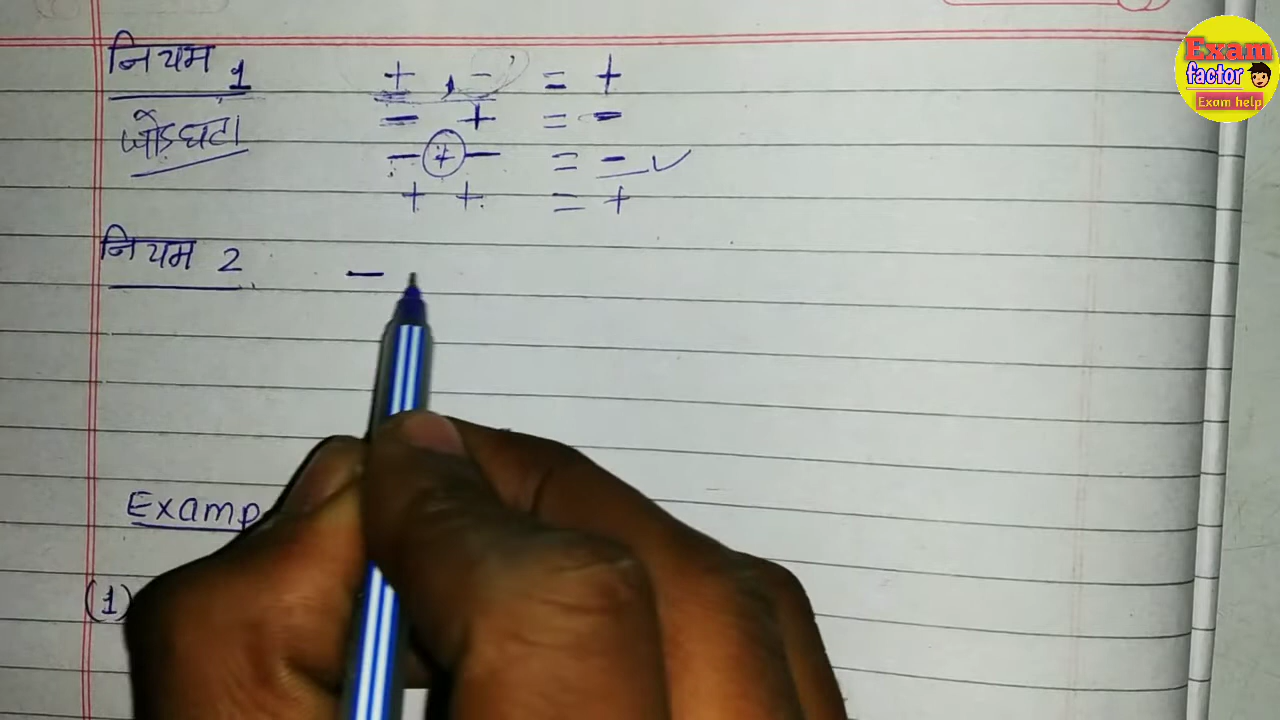 नियम 1 + , - = +
जोड़घटा - + = -
- + - = - ✓
+ + = +
नियम 2 -
Examp
(1)
Exam
factor
Exam help